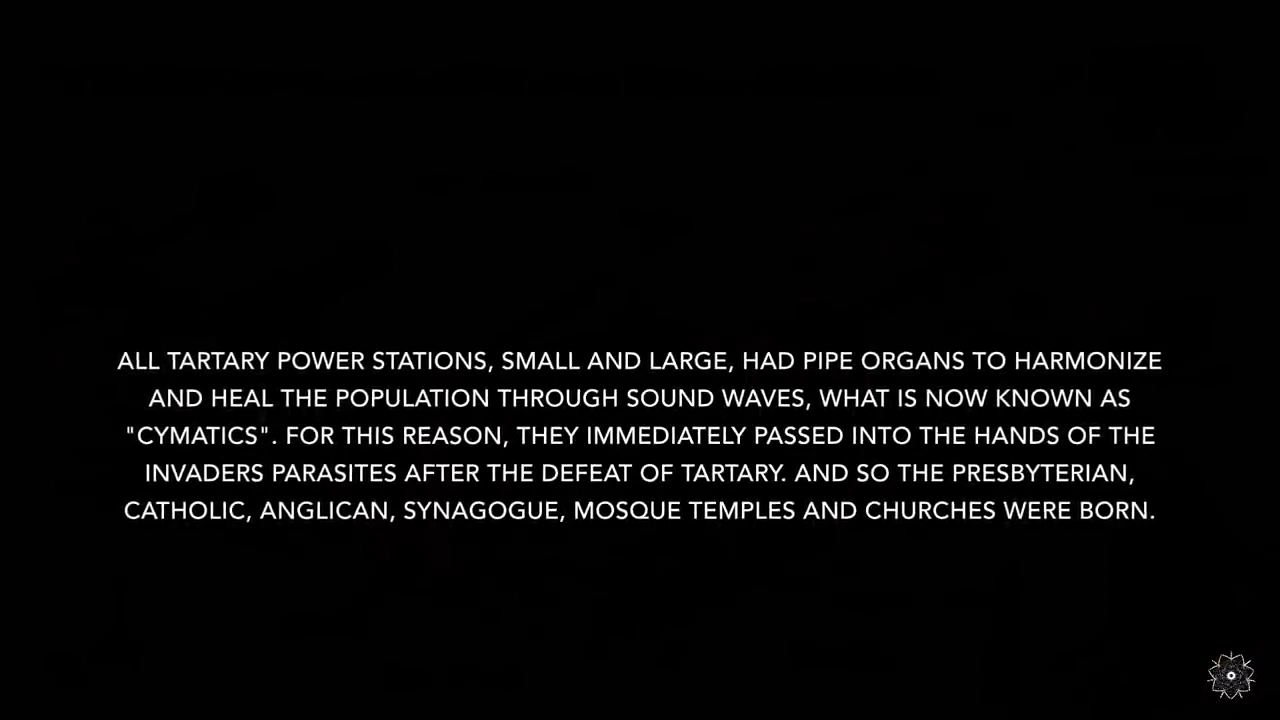 ALL TARTARY POWER STATIONS, SMALL AND LARGE, HAD PIPE ORGANS TO HARMONIZE
AND HEAL THE POPULATION THROUGH SOUND WAVES, WHAT IS NOW KNOWN AS
"CYMATICS". FOR THIS REASON, THEY IMMEDIATELY PASSED INTO THE HANDS OF THE
INVADERS PARASITES AFTER THE DEFEAT OF TARTARY. AND SO THE PRESBYTERIAN,
CATHOLIC, ANGLICAN, SYNAGOGUE, MOSQUE TEMPLES AND CHURCHES WERE BORN.